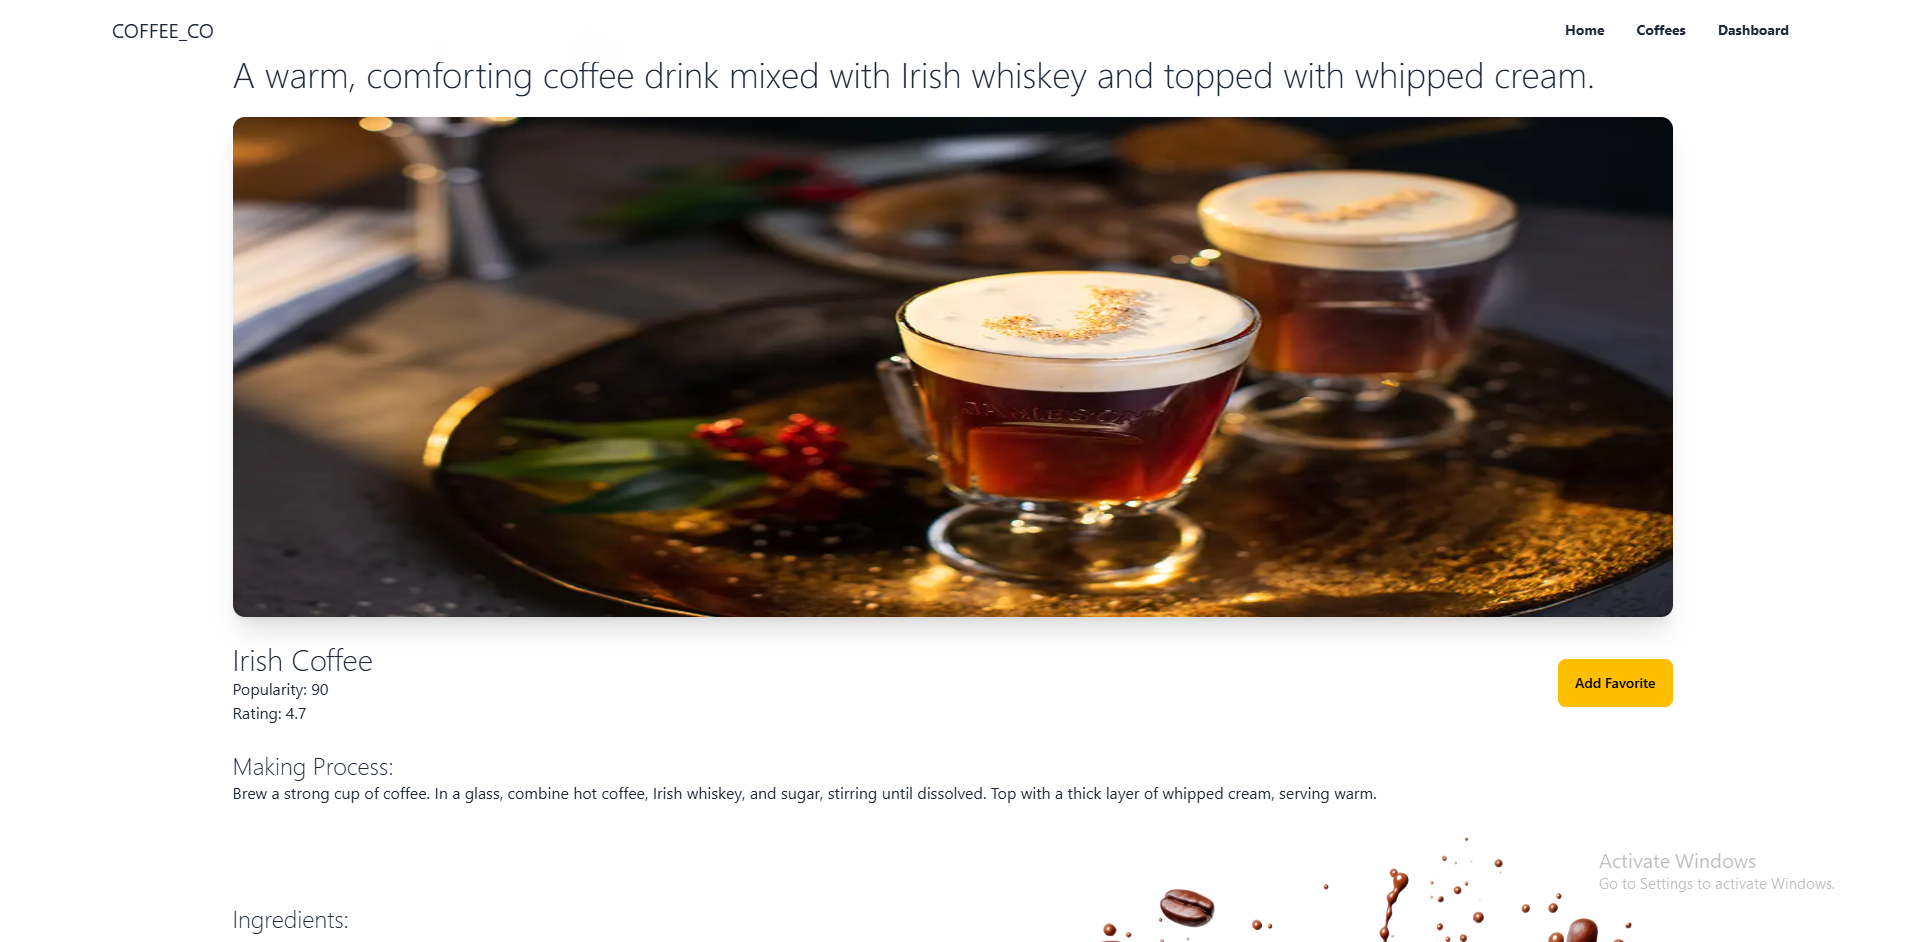 COFFEE_CO
Home
Coffees
Dashboard
A warm, comforting coffee drink mixed with Irish whiskey and topped with whipped cream.
JAMESON
Irish Coffee
Popularity: 90
Rating: 4.7
Add Favorite
Making Process:
Brew a strong cup of coffee. In a glass, combine hot coffee, Irish whiskey, and sugar, stirring until dissolved. Top with a thick layer of whipped cream, serving warm.
Activate Windows
Go to Settings to activate Windows.
Ingredients: